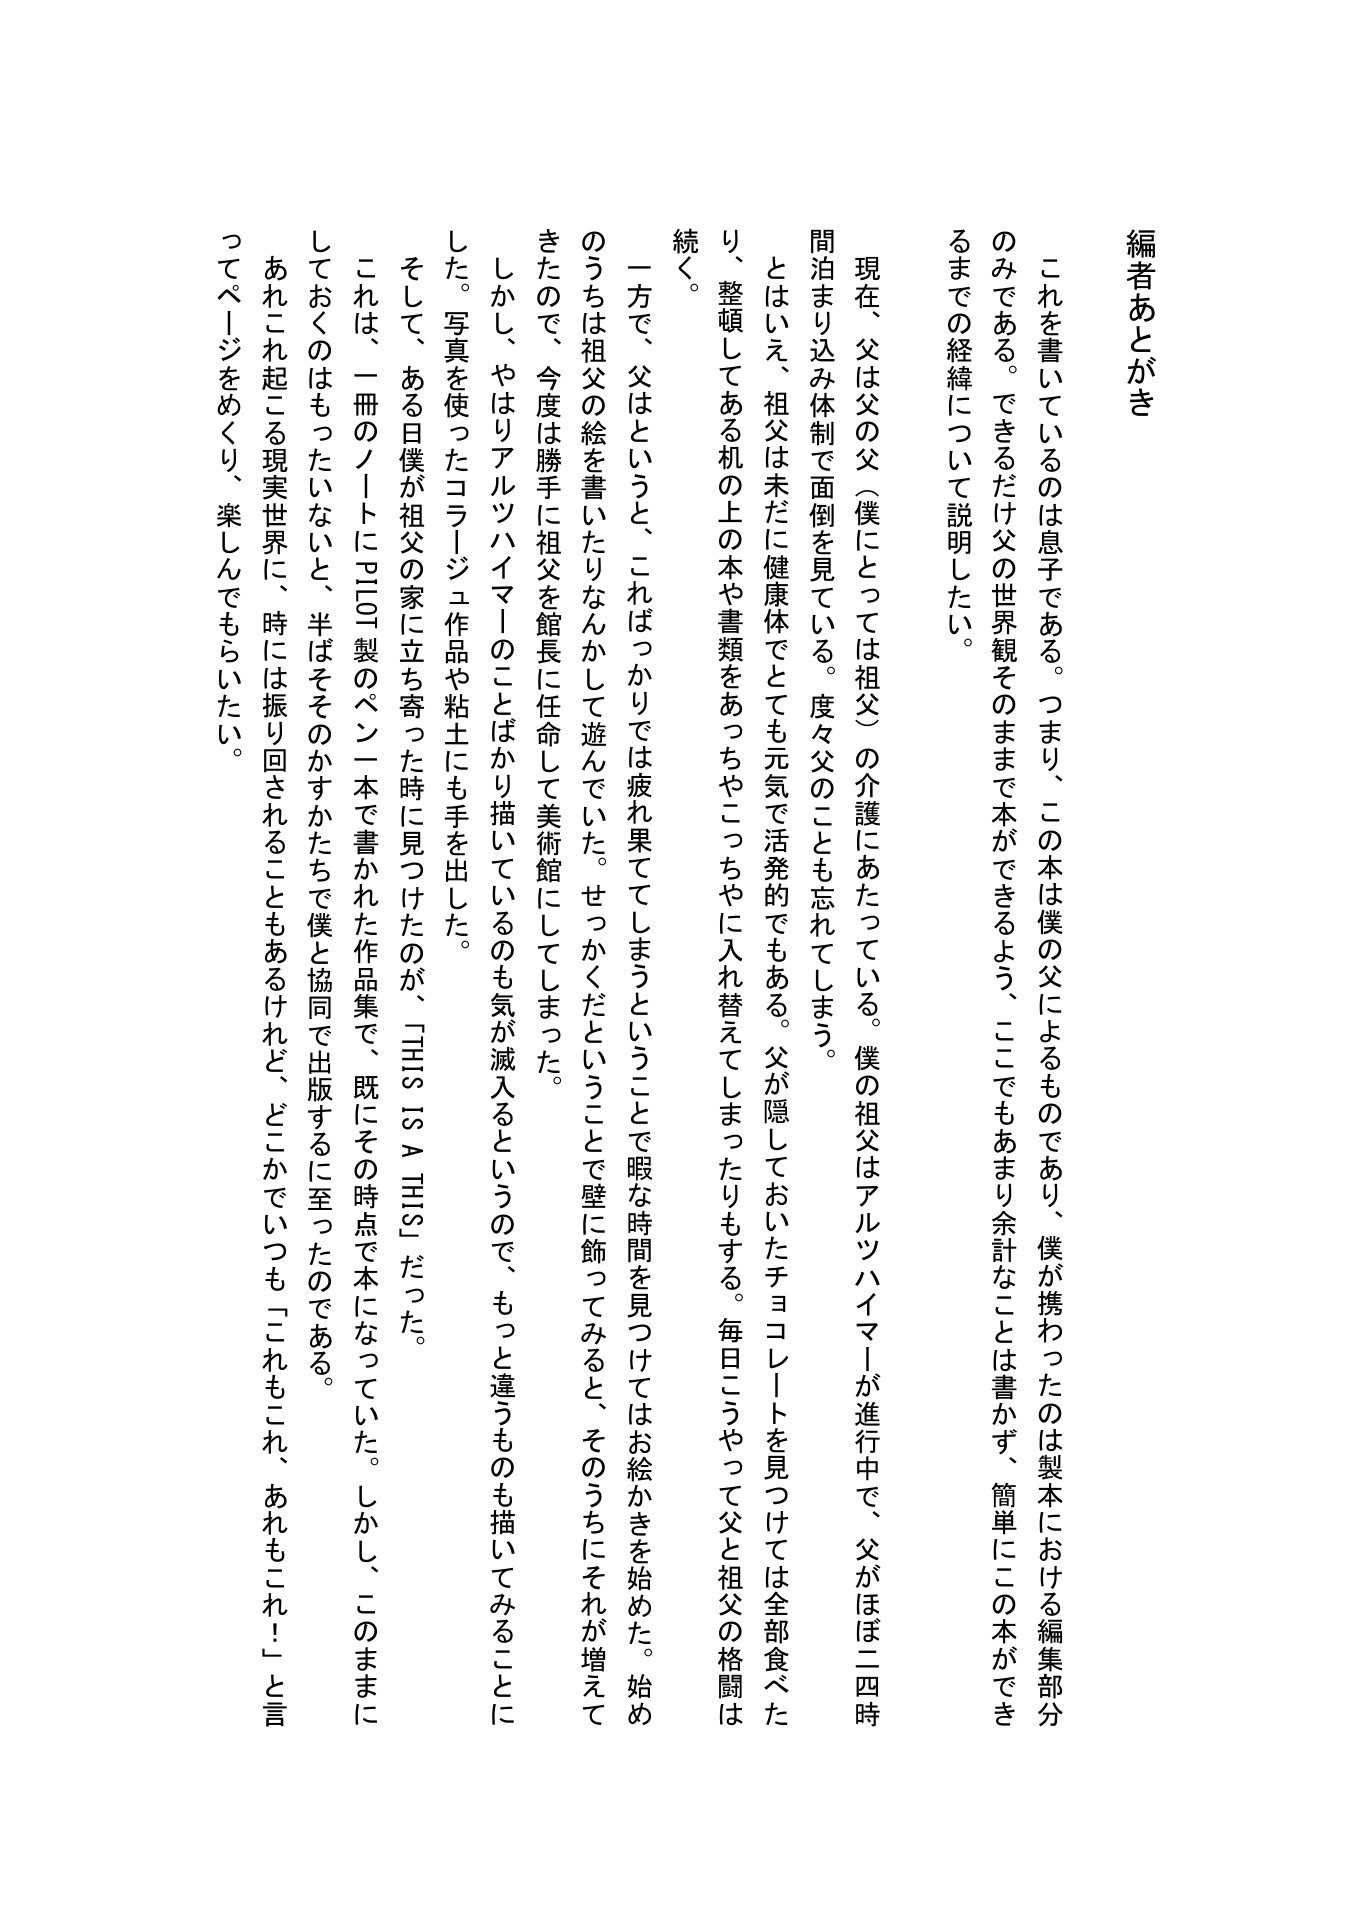 編者あとがき
　これを書いているのは息子である。つまり、この本は僕の父によるものであり、僕が携わったのは製本における編集部分
のみである。できるだけ父の世界観そのままで本ができるよう、ここでもあまり余計なことは書かず、簡単にこの本ができ
るまでの経緯について説明したい。
　現在、父は父の父（僕にとっては祖父）の介護にあたっている。僕の祖父はアルツハイマーが進行中で、父がほぼ二四時
間泊まり込み体制で面倒を見ている。度々父のことも忘れてしまう。
　とはいえ、祖父は未だに健康体でとても元気で活発的でもある。父が隠しておいたチョコレートを見つけては全部食べた
り、整頓してある机の上の本や書類をあっちやこっちやに入れ替えてしまったりもする。毎日こうやって父と祖父の格闘は
続く。
　一方で、父はというと、こればっかりでは疲れ果ててしまうということで暇な時間を見つけてはお絵かきを始めた。始め
のうちは祖父の絵を書いたりなんかして遊んでいた。せっかくだということで壁に飾ってみると、そのうちにそれが増えて
きたので、今度は勝手に祖父を館長に任命して美術館にしてしまった。
　しかし、やはりアルツハイマーのことばかり描いているのも気が滅入るというので、もっと違うものも描いてみることに
した。写真を使ったコラージュ作品や粘土にも手を出した。
　そして、ある日僕が祖父の家に立ち寄った時に見つけたのが、「THIS IS A THIS」だった。
　これは、一冊のノートにPILOT製のペン一本で書かれた作品集で、既にその時点で本になっていた。しかし、このままに
しておくのはもったいないと、半ばそそのかすかたちで僕と協同で出版するに至ったのである。
　あれこれ起こる現実世界に、時には振り回されることもあるけれど、どこかでいつも「これもこれ、あれもこれ！」と言
ってページをめくり、楽しんでもらいたい。